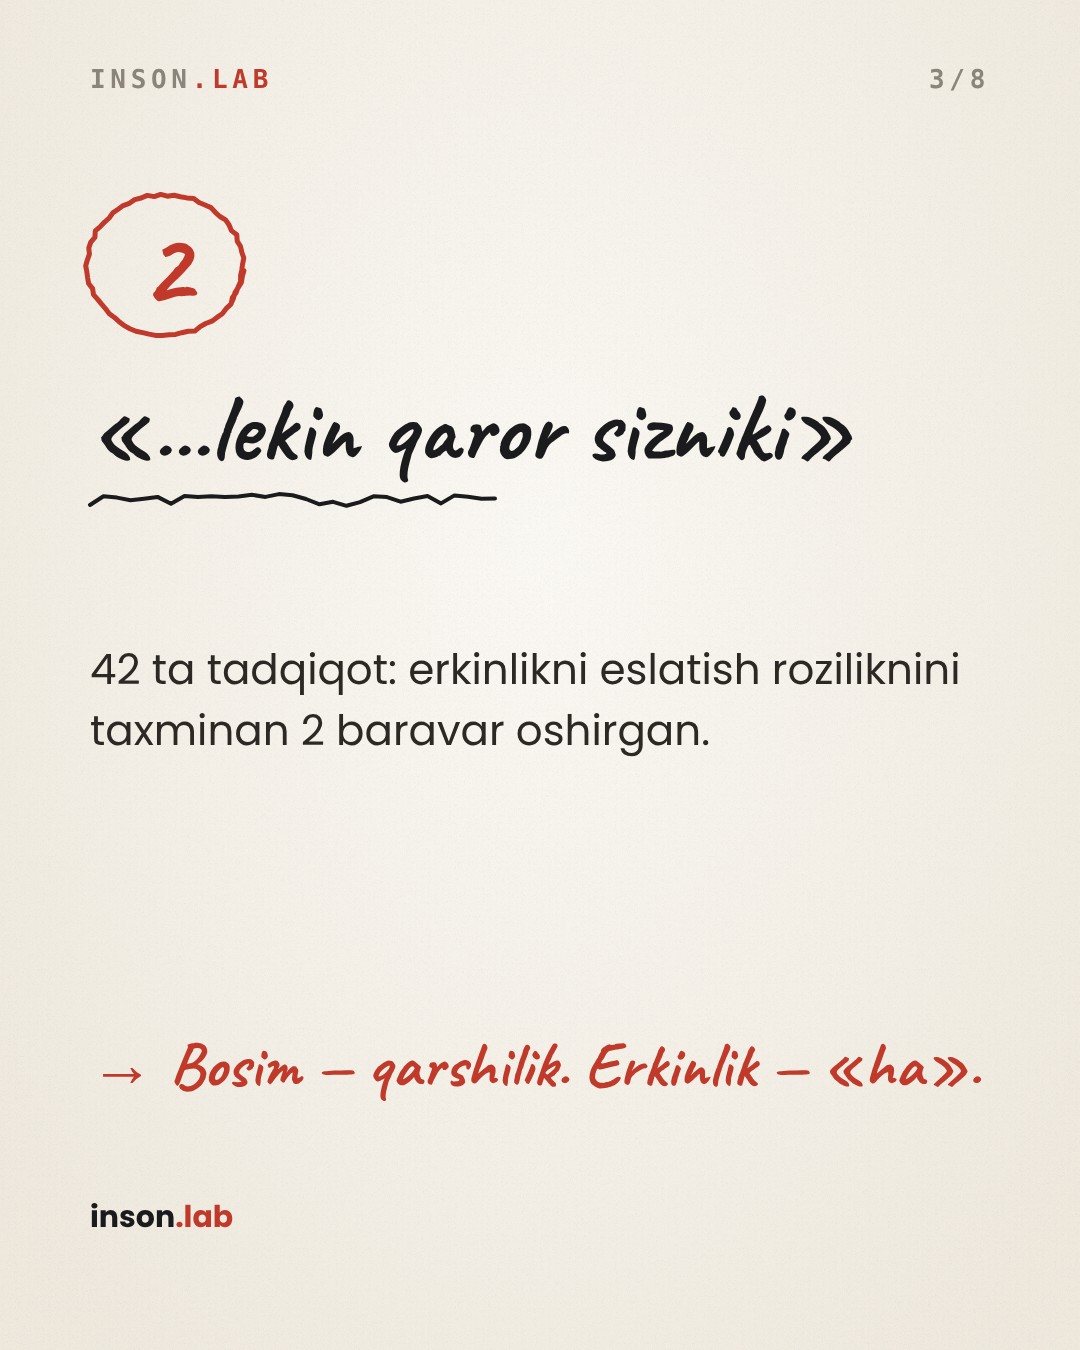 INSON.LAB
3/8
2
«...lekin qaror sizniki»
42 ta tadqiqot: erkinlikni eslatish roziliknini
taxminan 2 baravar oshirgan.
→ Bosim – qarshilik. Erkinlik – «ha».
inson.lab